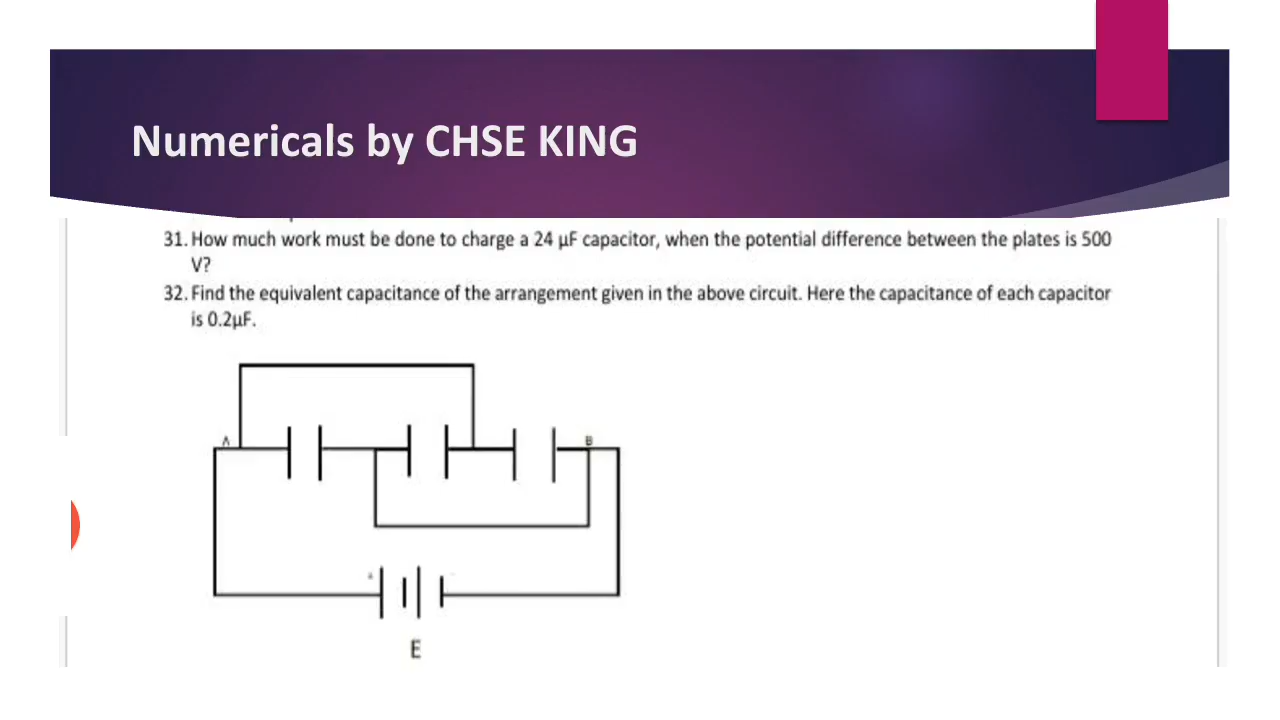 Numericals by CHSE KING
31. How much work must be done to charge a 24 µF capacitor, when the potential difference between the plates is 500
V?
32. Find the equivalent capacitance of the arrangement given in the above circuit. Here the capacitance of each capacitor
is 0.2µF.
A
B
E